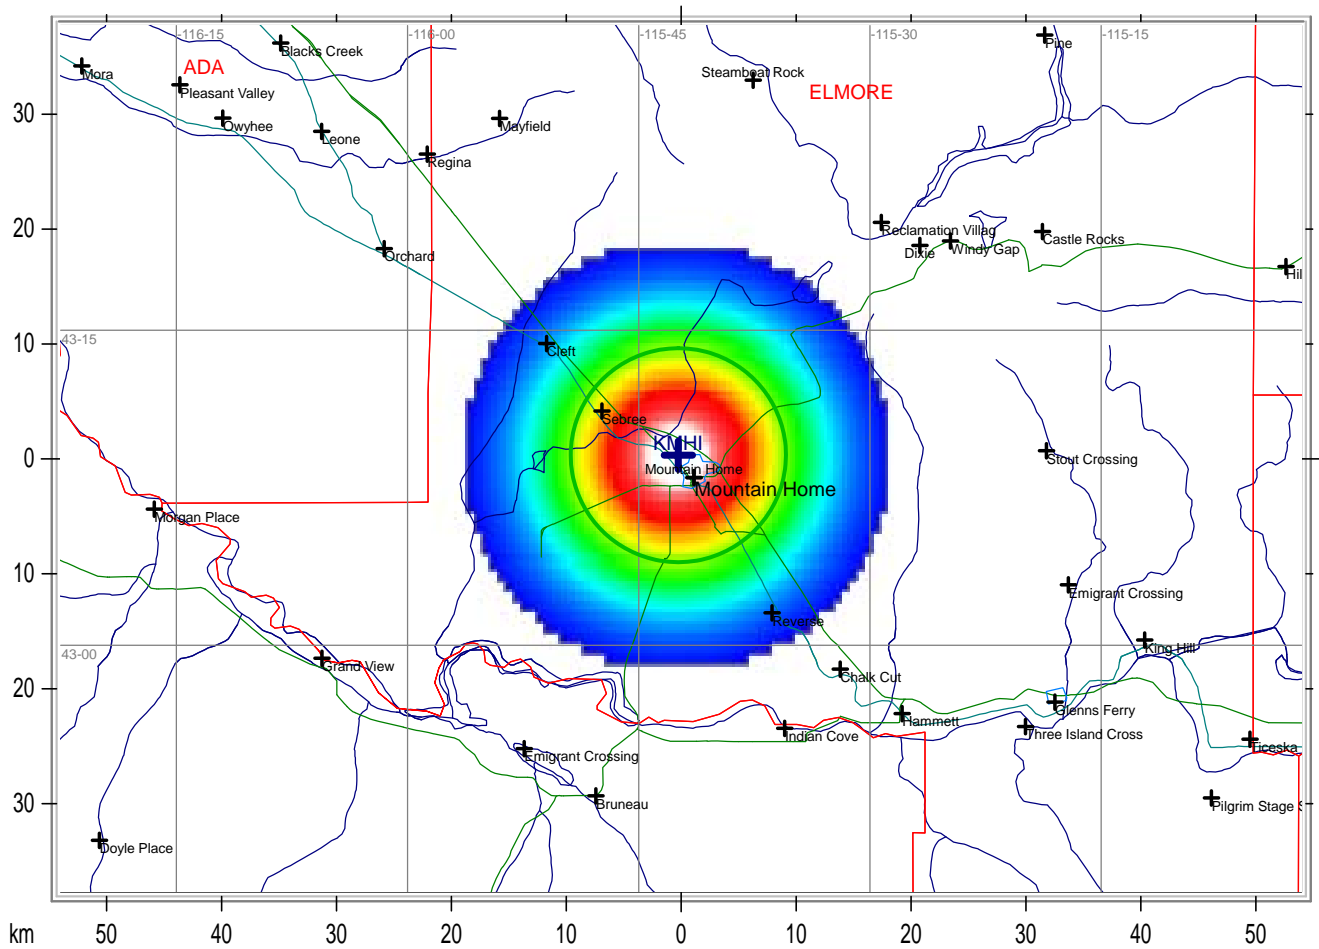 -116-15
-116-00
-115-45
-115-30
-115-15
Blacks Creek
Pine
Mora
ADA
Steamboat Rock
Pleasant Valley
ELMORE
30
Owyhee
Mayfield
Leone
Regina
20
Reclamation Villag
Castle Rocks
Orchard
Dixie
Windy Gap
Hil
43-15
10
Cleft
Sebree
KMHI
0
Stout Crossing
Mountain Home
Mountain Home
Morgan Place
10
Emigrant Crossing
Reverse
King Hill
43-00
Grand View
Chalk Cut
20
Glenns Ferry
Hammett
Indian Cove
Three Island Cross
Ticeska
Emigrant Crossing
30
Bruneau
Pilgrim Stage S
Doyle Place
km
50
40
30
20
10
0
10
20
30
40
50